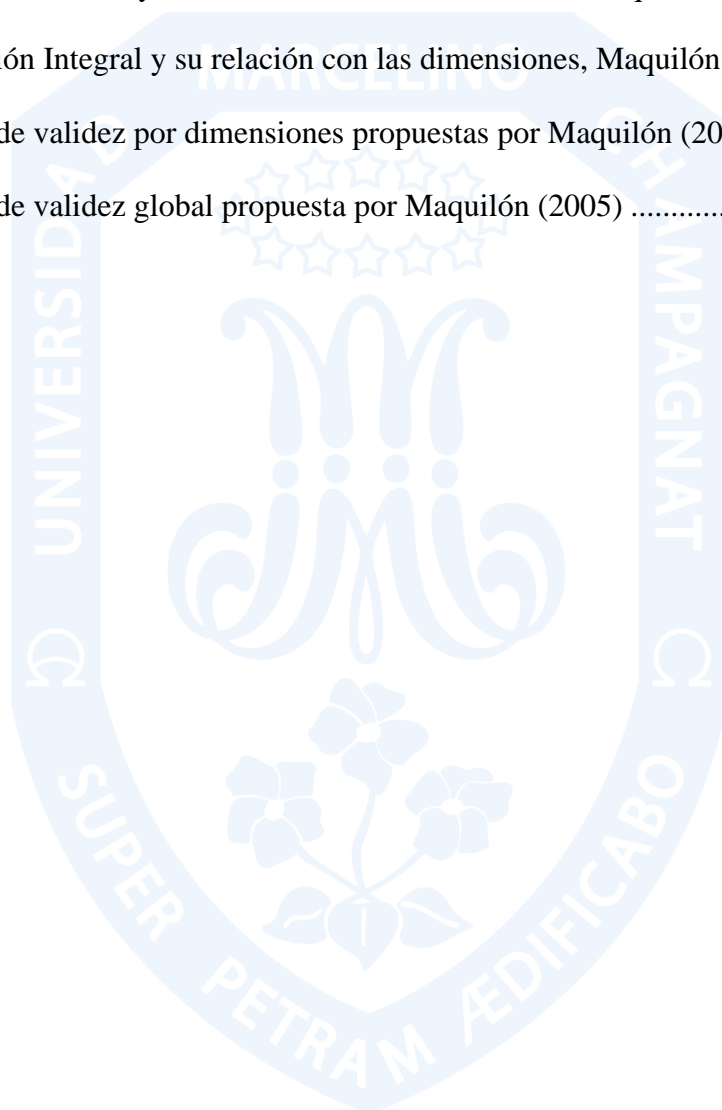 ón Integral y su relación con las dimensiones, Maquilón
de validez por dimensiones propuestas por Maquilón (20
de validez global propuesta por Maquilón (2005) ............
UNIVERSIDAD MARCELINO CHAMPAGNAT
SUPER PETRAM ÆDIFICABO